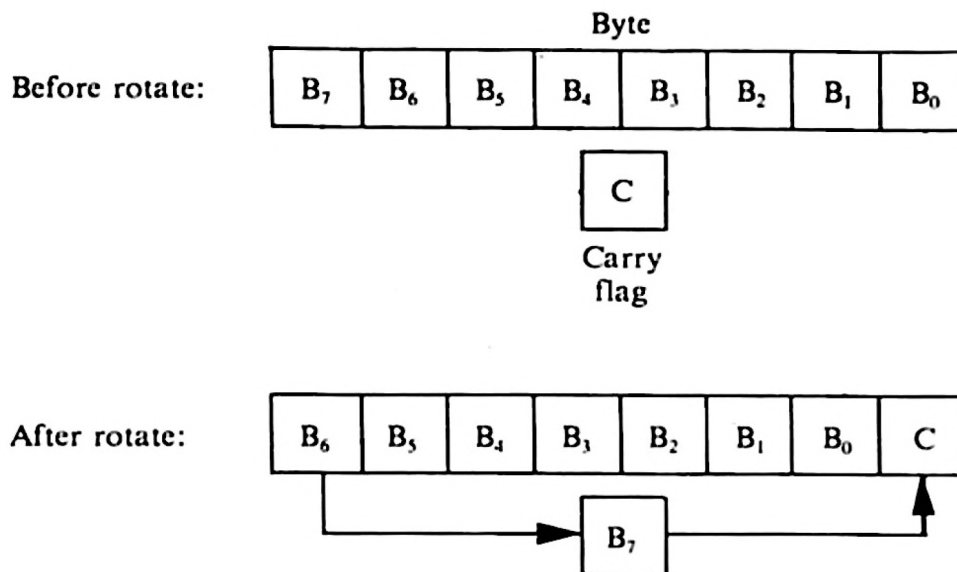 Byte
Before rotate: B₇ B₆ B₅ B₄ B₃ B₂ B₁ B₀
C
Carry
flag
After rotate: B₆ B₅ B₄ B₃ B₂ B₁ B₀ C
B₇